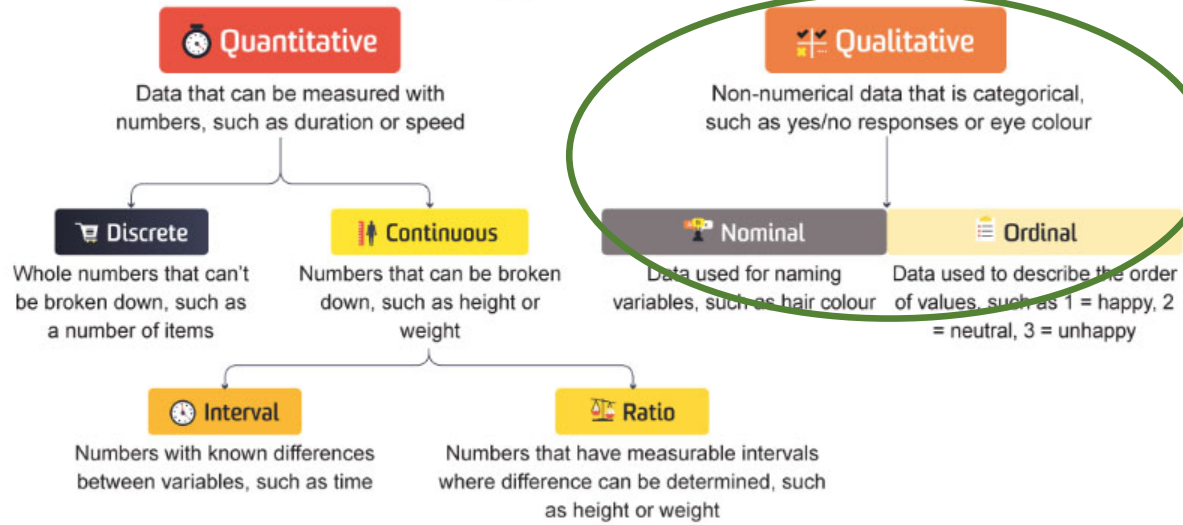 Quantitative
Data that can be measured with
numbers, such as duration or speed
Qualitative
Non-numerical data that is categorical,
such as yes/no responses or eye colour
Discrete
Whole numbers that can't
be broken down, such as
a number of items
Continuous
Numbers that can be broken
down, such as height or
weight
Nominal
Data used for naming
variables, such as hair colour
Ordinal
Data used to describe the order
of values, such as 1 = happy, 2
= neutral, 3 = unhappy
Interval
Numbers with known differences
between variables, such as time
Ratio
Numbers that have measurable intervals
where difference can be determined, such
as height or weight